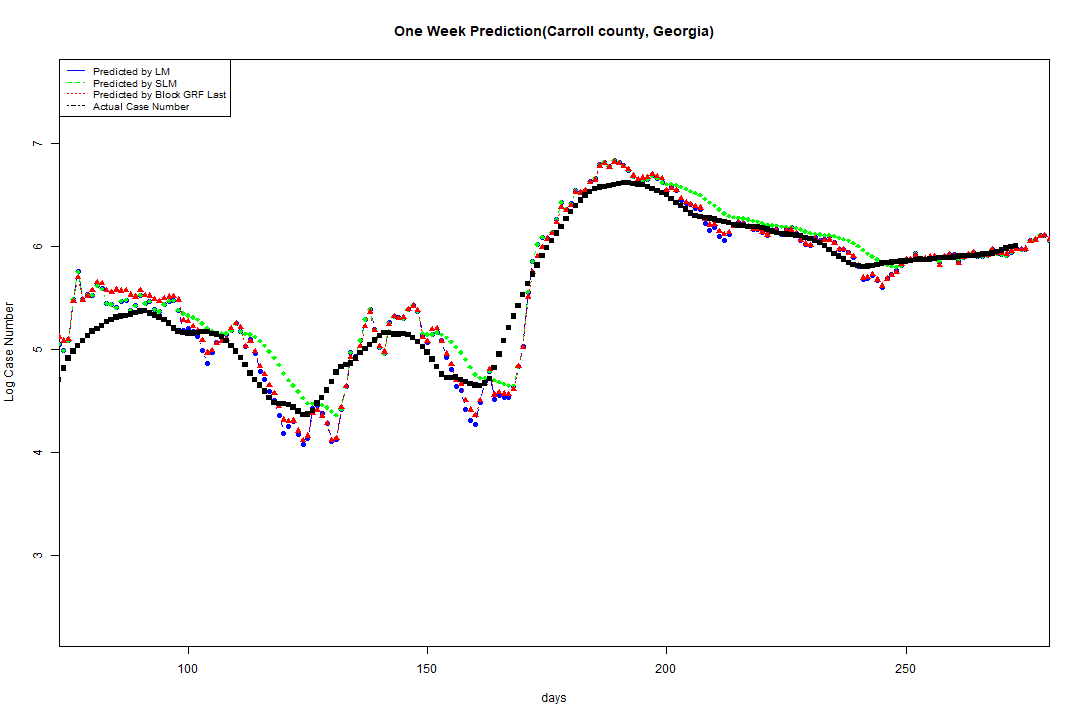 One Week Prediction(Carroll county, Georgia)
Predicted by LM
Predicted by SLM
Predicted by Block GRF Last
Actual Case Number
Log Case Number
7
6
5
4
3
100
150
200
250
days